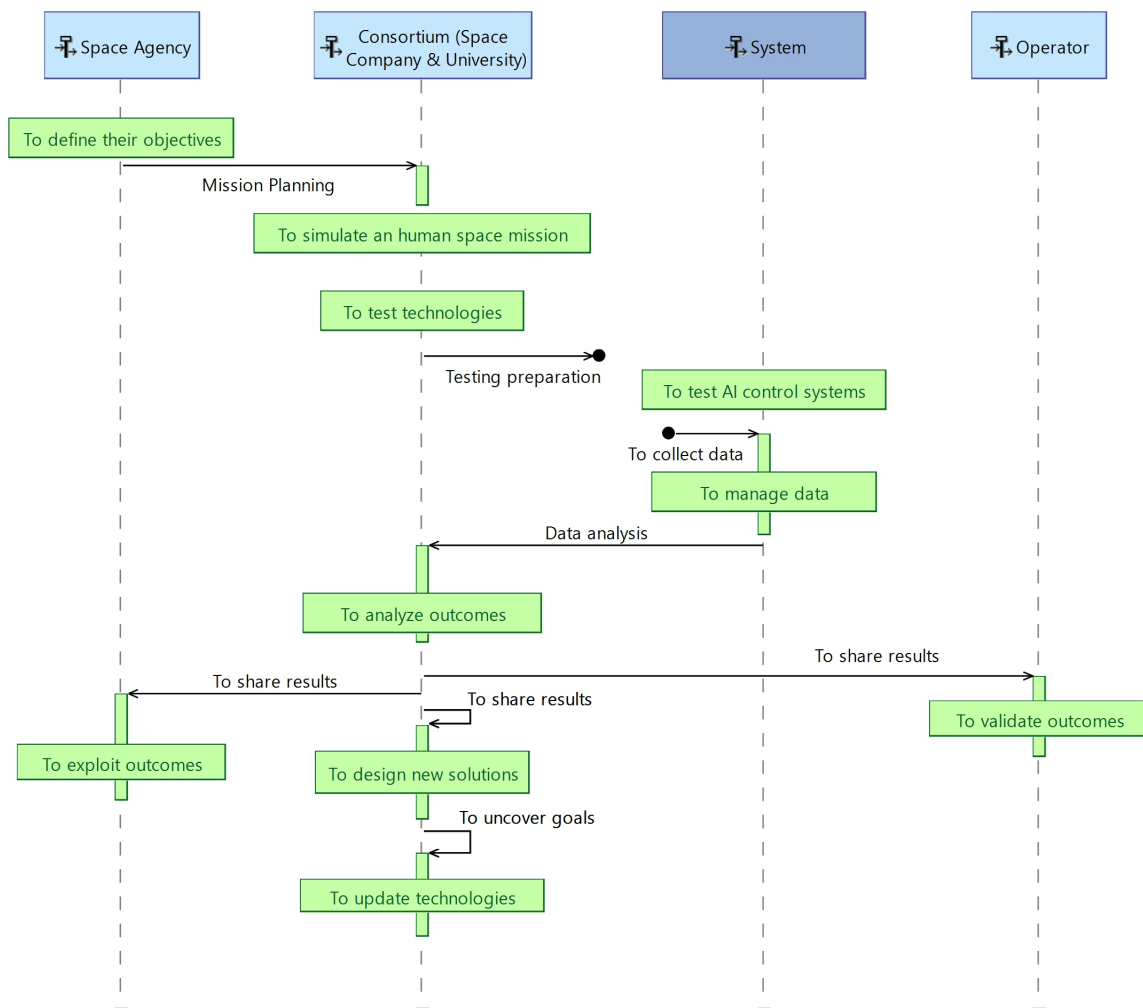 Space Agency
Consortium (Space
Company & University)
System
Operator
To define their objectives
Mission Planning
To simulate an human space mission
To test technologies
Testing preparation
To test AI control systems
To collect data
To manage data
Data analysis
To analyze outcomes
To share results
To share results
To share results
To validate outcomes
To exploit outcomes
To design new solutions
To uncover goals
To update technologies